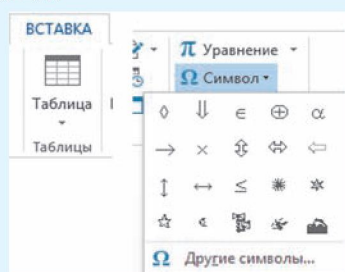 ВСТАВКА
π Уравнение
Ω Символ
Таблица
Таблицы
◊ ⇓ ∈ ⊕ α
→ × ⇕ ⇔ ⇐
↕ ↔ ≤
Ω Другие символы...